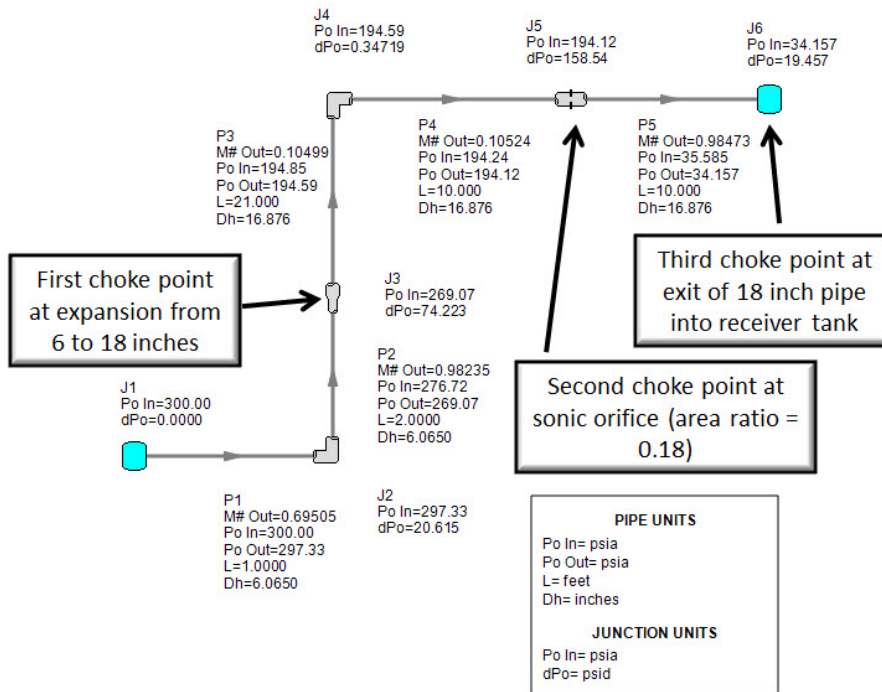 J4
Po In=194.59
dPo=0.34719
J5
Po In=194.12
dPo=158.54
J6
Po In=34.157
dPo=19.457
P3
M# Out=0.10499
Po In=194.85
Po Out=194.59
L=21.000
Dh=16.876
P4
M# Out=0.10524
Po In=194.24
Po Out=194.12
L=10.000
Dh=16.876
P5
M# Out=0.98473
Po In=35.585
Po Out=34.157
L=10.000
Dh=16.876
First choke point
at expansion from
6 to 18 inches
J3
Po In=269.07
dPo=74.223
Third choke point at
exit of 18 inch pipe
into receiver tank
P2
M# Out=0.98235
Po In=276.72
Po Out=269.07
L=2.0000
Dh=6.0650
Second choke point at
sonic orifice (area ratio =
0.18)
J1
Po In=300.00
dPo=0.0000
P1
M# Out=0.69505
Po In=300.00
Po Out=297.33
L=1.0000
Dh=6.0650
J2
Po In=297.33
dPo=20.615
PIPE UNITS
Po In= psia
Po Out= psia
L= feet
Dh= inches
JUNCTION UNITS
Po In= psia
dPo= psid